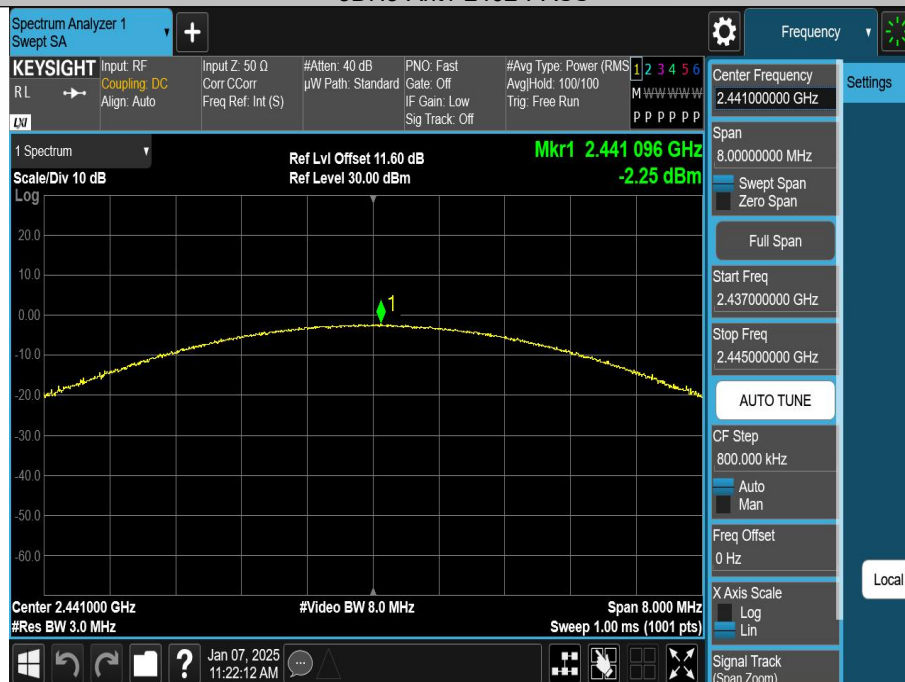 Spectrum Analyzer 1
Swept SA
Frequency
KEYSIGHT
RL
LXI
Input: RF
Coupling: DC
Align: Auto
Input Z: 50 Ω
Corr CCorr
Freq Ref: Int (S)
#Atten: 40 dB
µW Path: Standard
PNO: Fast
Gate: Off
IF Gain: Low
Sig Track: Off
#Avg Type: Power (RMS
Avg|Hold: 100/100
Trig: Free Run
1 2 3 4 5 6
M W W W W W
P P P P P P
Center Frequency
2.441000000 GHz
Settings
Span
8.00000000 MHz
Swept Span
Zero Span
Full Span
Start Freq
2.437000000 GHz
Stop Freq
2.445000000 GHz
AUTO TUNE
CF Step
800.000 kHz
Auto
Man
Freq Offset
0 Hz
Local
X Axis Scale
Log
Lin
Signal Track
(Span Zoom)
1 Spectrum
Scale/Div 10 dB
Log
Ref Lvl Offset 11.60 dB
Ref Level 30.00 dBm
Mkr1 2.441 096 GHz
-2.25 dBm
20.0
10.0
0.00
-10.0
-20.0
-30.0
-40.0
-50.0
-60.0
1
Center 2.441000 GHz
#Res BW 3.0 MHz
#Video BW 8.0 MHz
Span 8.000 MHz
Sweep 1.00 ms (1001 pts)
?
Jan 07, 2025
11:22:12 AM